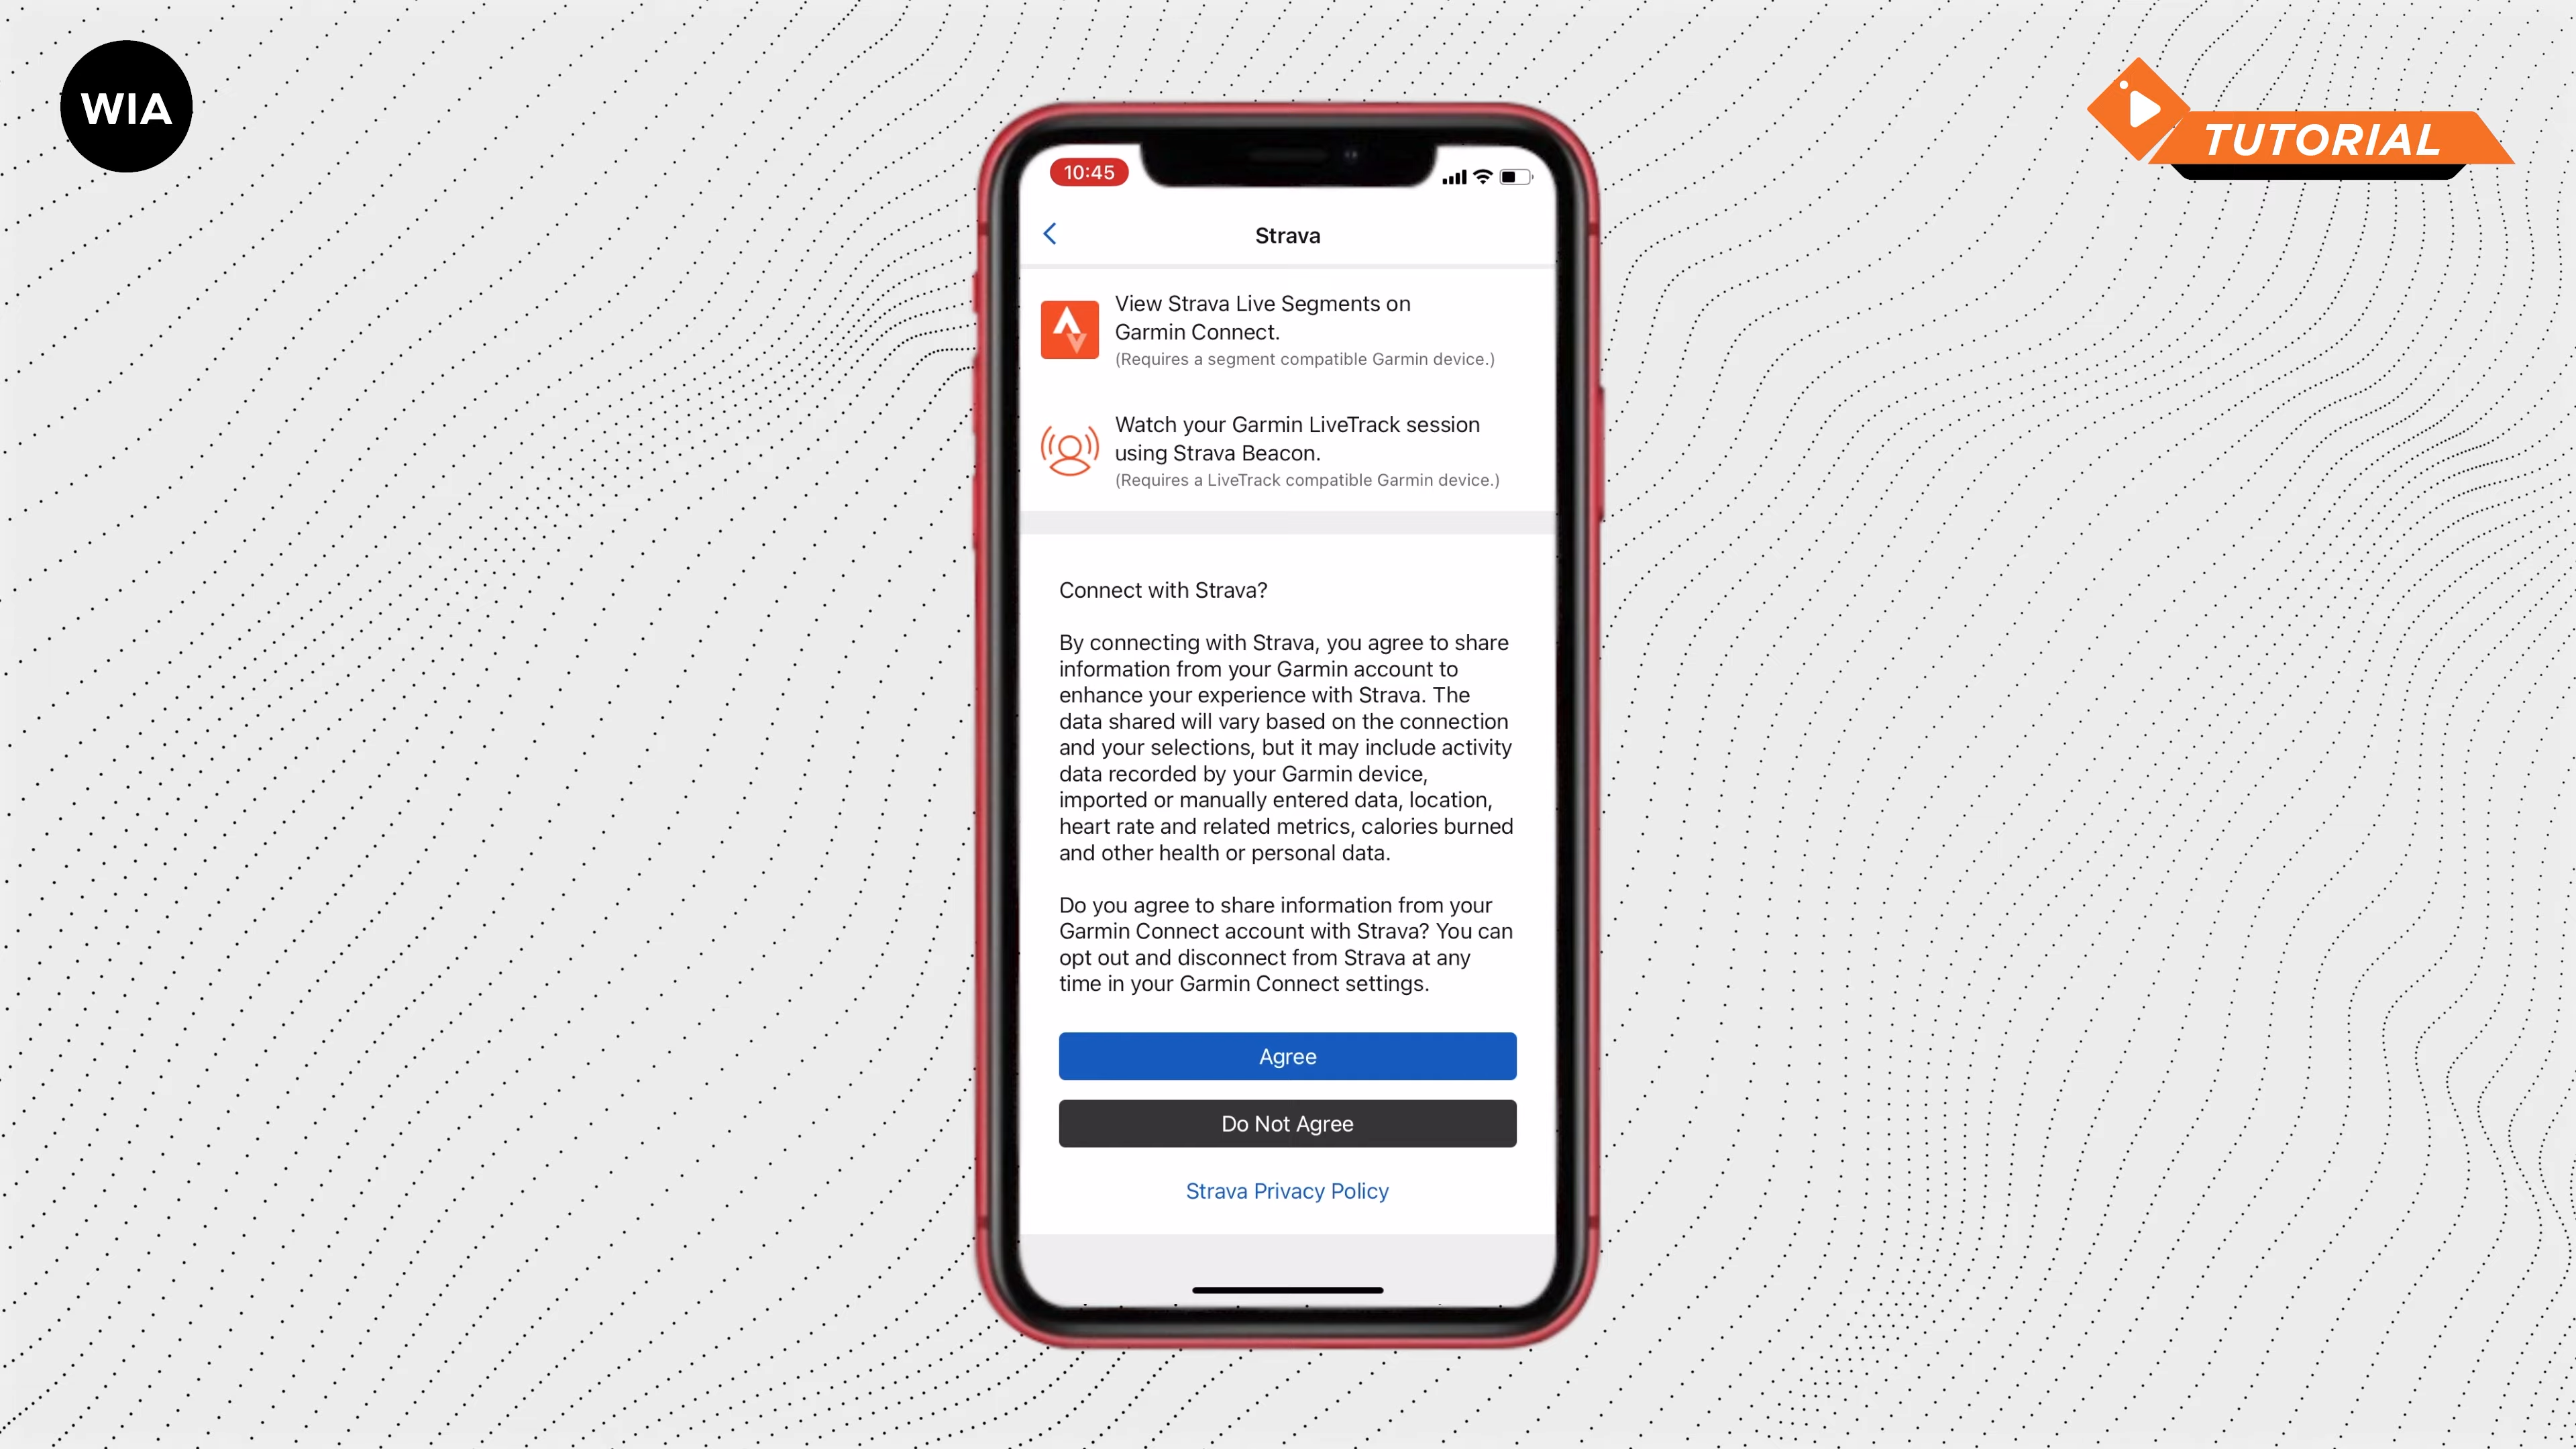 WIA
TUTORIAL
10:45
Strava
View Strava Live Segments on
Garmin Connect.
(Requires a segment compatible Garmin device.)
Watch your Garmin LiveTrack session
using Strava Beacon.
(Requires a LiveTrack compatible Garmin device.)
Connect with Strava?
By connecting with Strava, you agree to share
information from your Garmin account to
enhance your experience with Strava. The
data shared will vary based on the connection
and your selections, but it may include activity
data recorded by your Garmin device,
imported or manually entered data, location,
heart rate and related metrics, calories burned
and other health or personal data.
Do you agree to share information from your
Garmin Connect account with Strava? You can
opt out and disconnect from Strava at any
time in your Garmin Connect settings.
Agree
Do Not Agree
Strava Privacy Policy